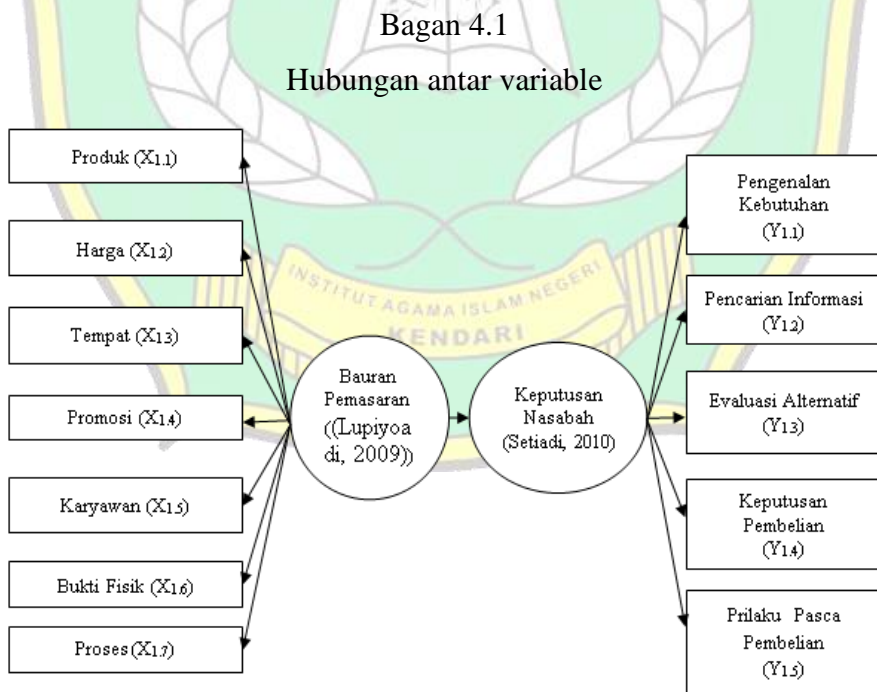 Bagan 4.1
Hubungan antar variable
Produk (X1.1)
Harga (X1.2)
Tempat (X1.3)
Promosi (X1.4)
Karyawan (X1.5)
Bukti Fisik (X1.6)
Proses (X1.7)
Bauran
Pemasaran
((Lupiyoa
di, 2009))
Keputusan
Nasabah
(Setiadi, 2010)
Pengenalan
Kebutuhan
(Y1.1)
Pencarian Informasi
(Y1.2)
Evaluasi Alternatif
(Y1.3)
Keputusan
Pembelian
(Y1.4)
Prilaku Pasca
Pembelian
(Y1.5)
INSTITUT AGAMA ISLAM NEGERI
KENDARI